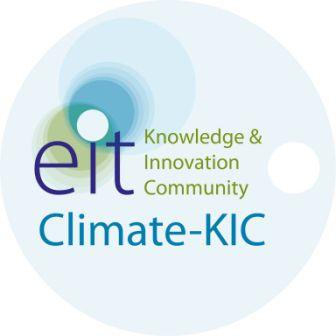 eit
Knowledge &
Innovation
Community
Climate-KIC